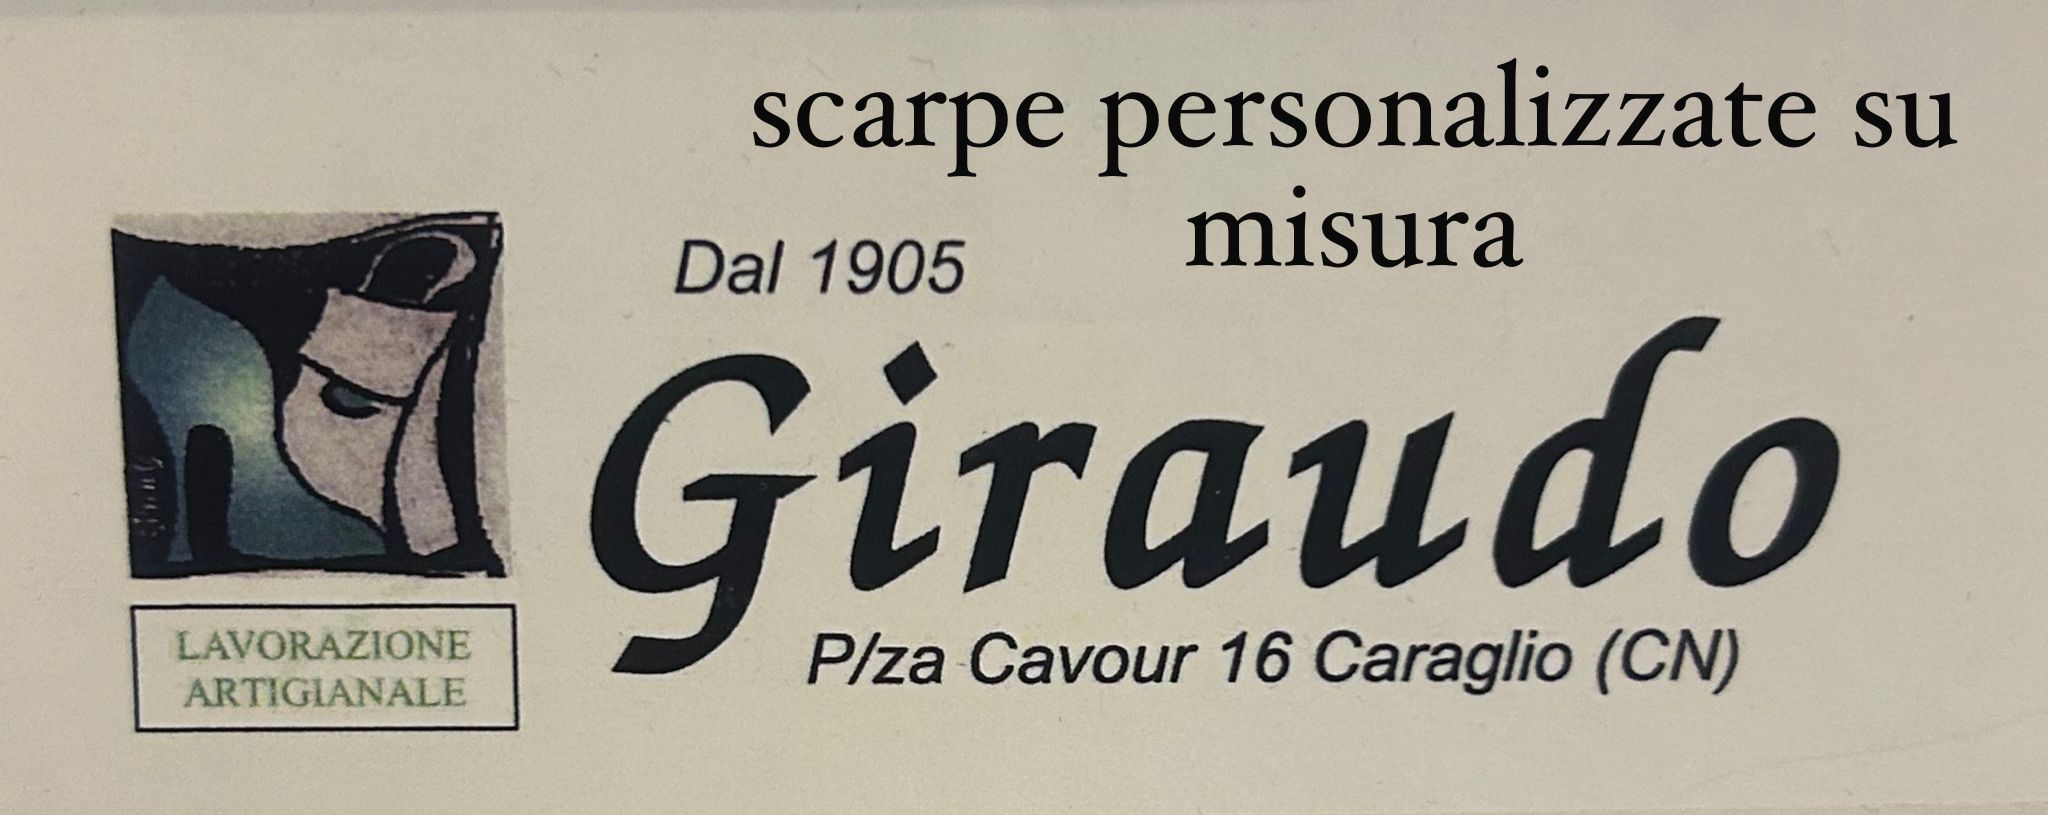 scarpe personalizzate su
misura
Dal 1905
Giraudo
P/za Cavour 16 Caraglio (CN)
LAVORAZIONE
ARTIGIANALE